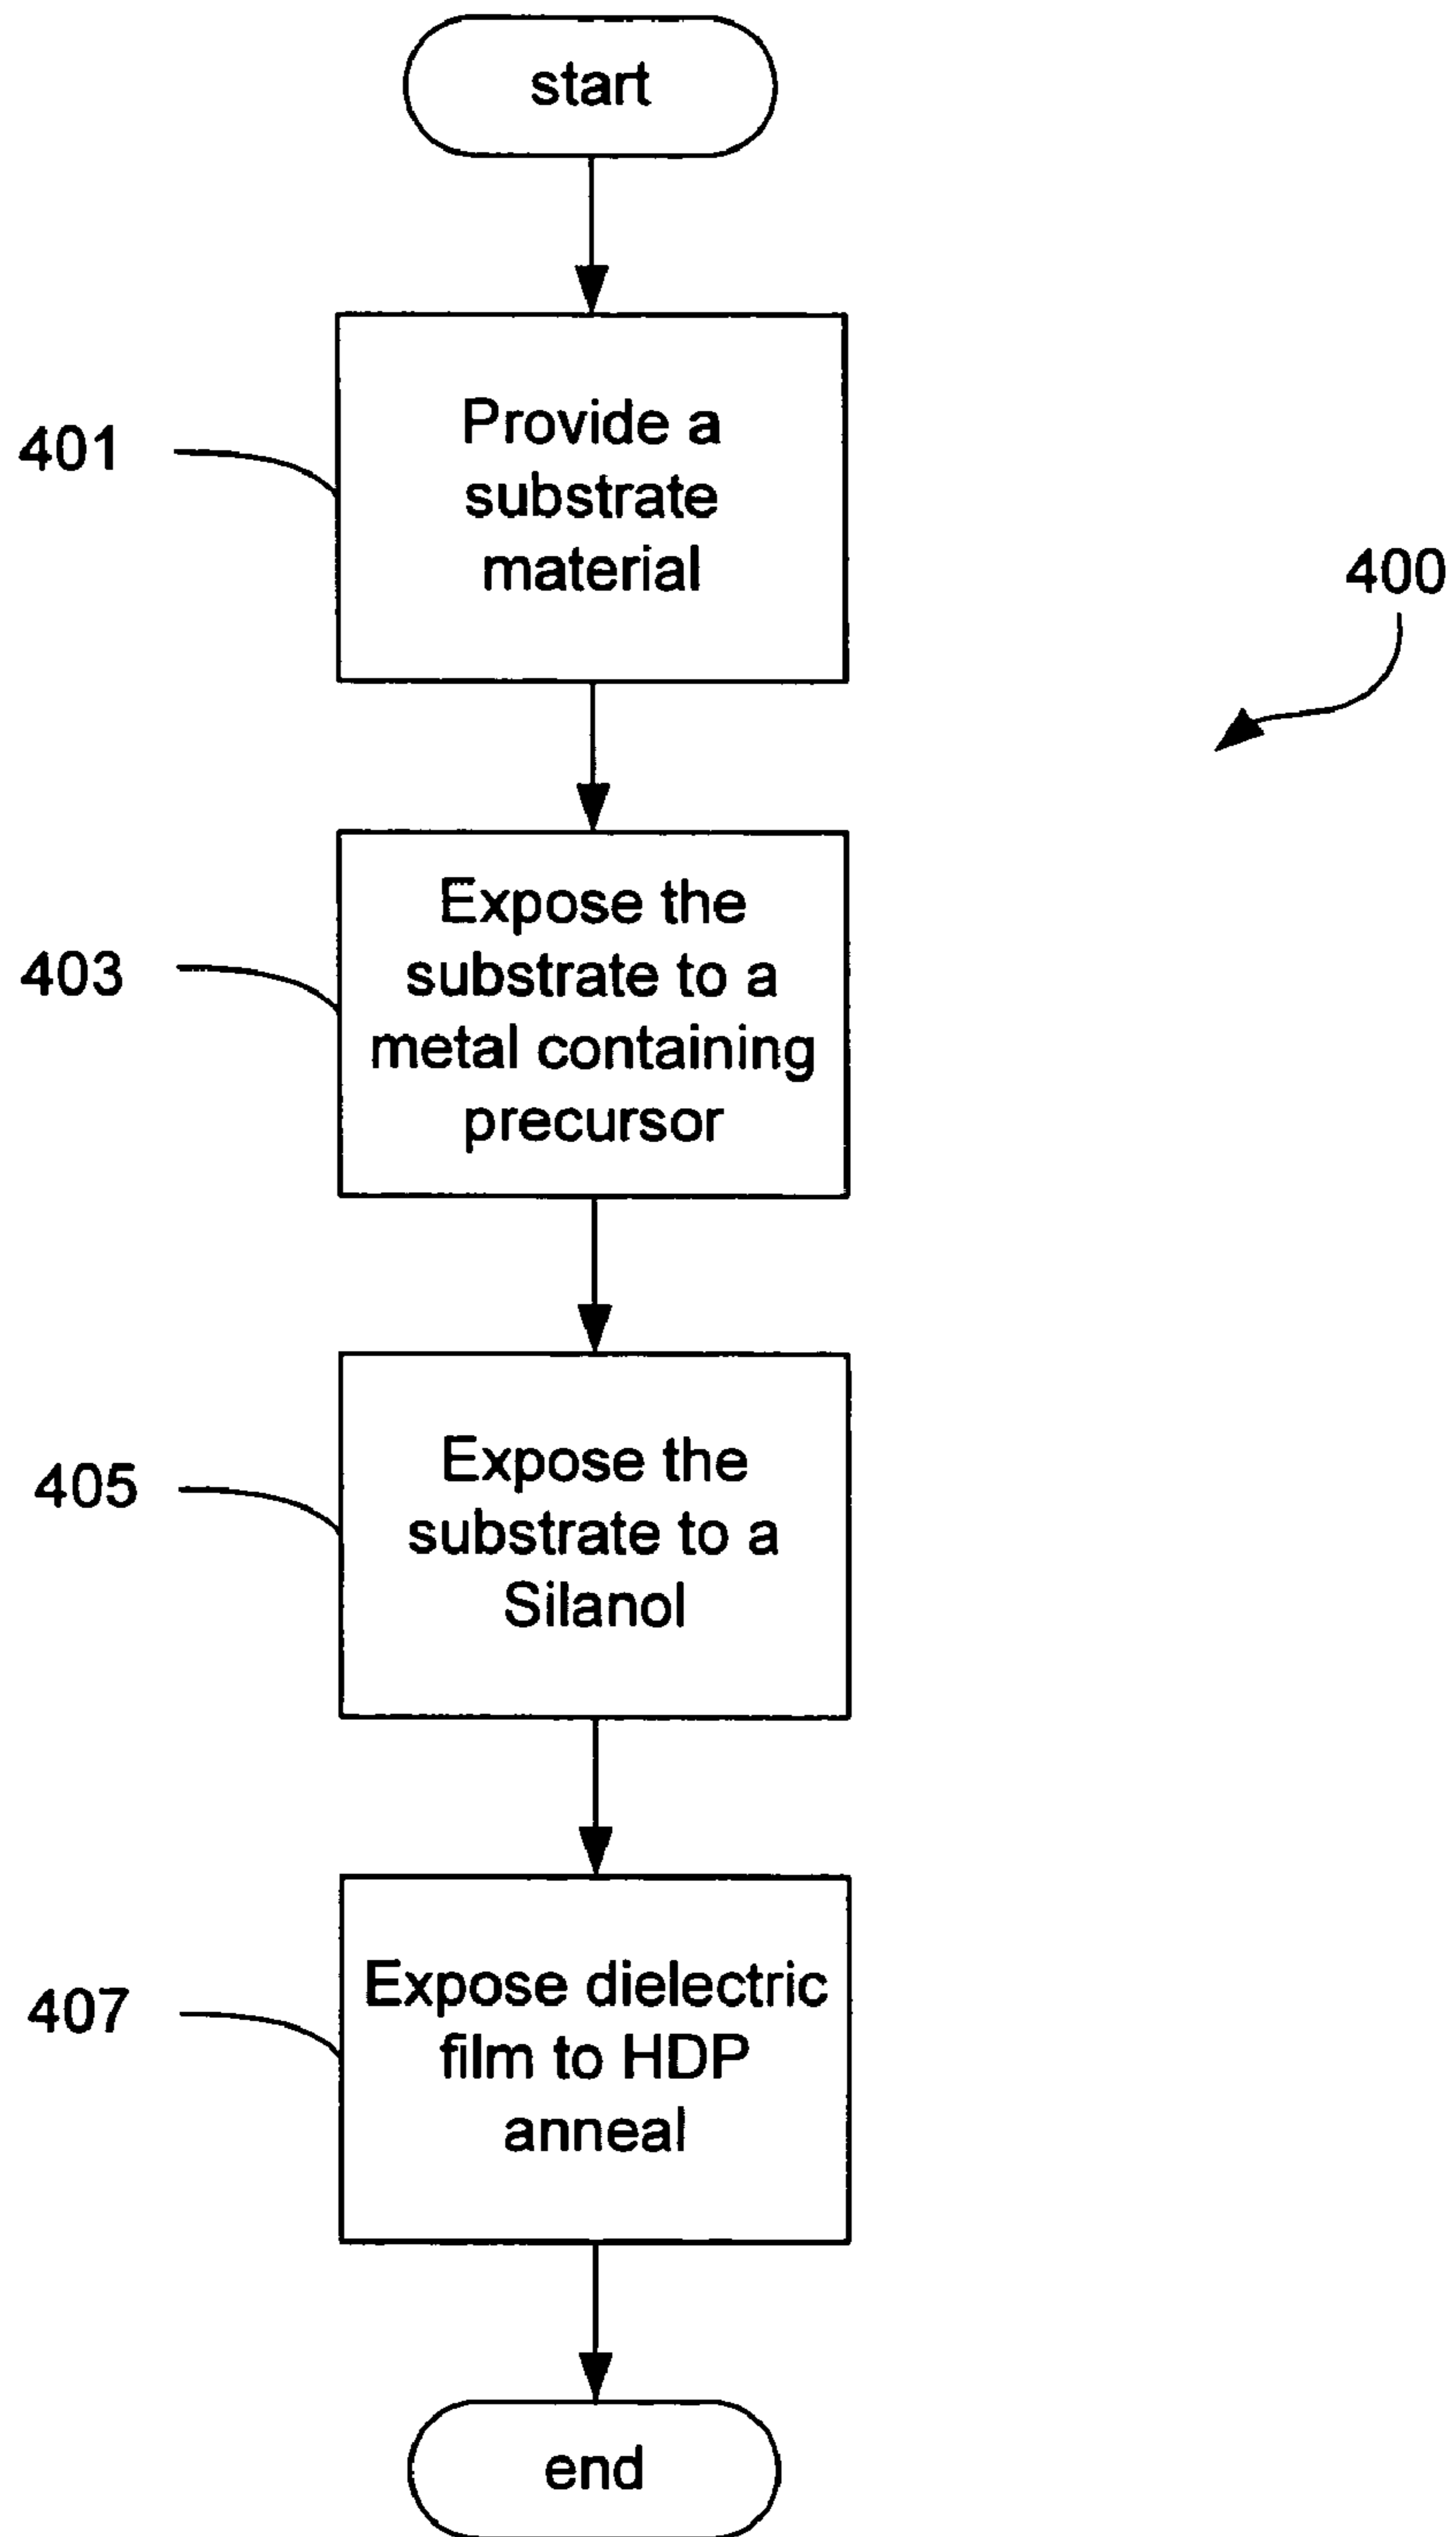 start
401
Provide a
substrate
material
400
403
Expose the
substrate to a
metal containing
precursor
405
Expose the
substrate to a
Silanol
407
Expose dielectric
film to HDP
anneal
end